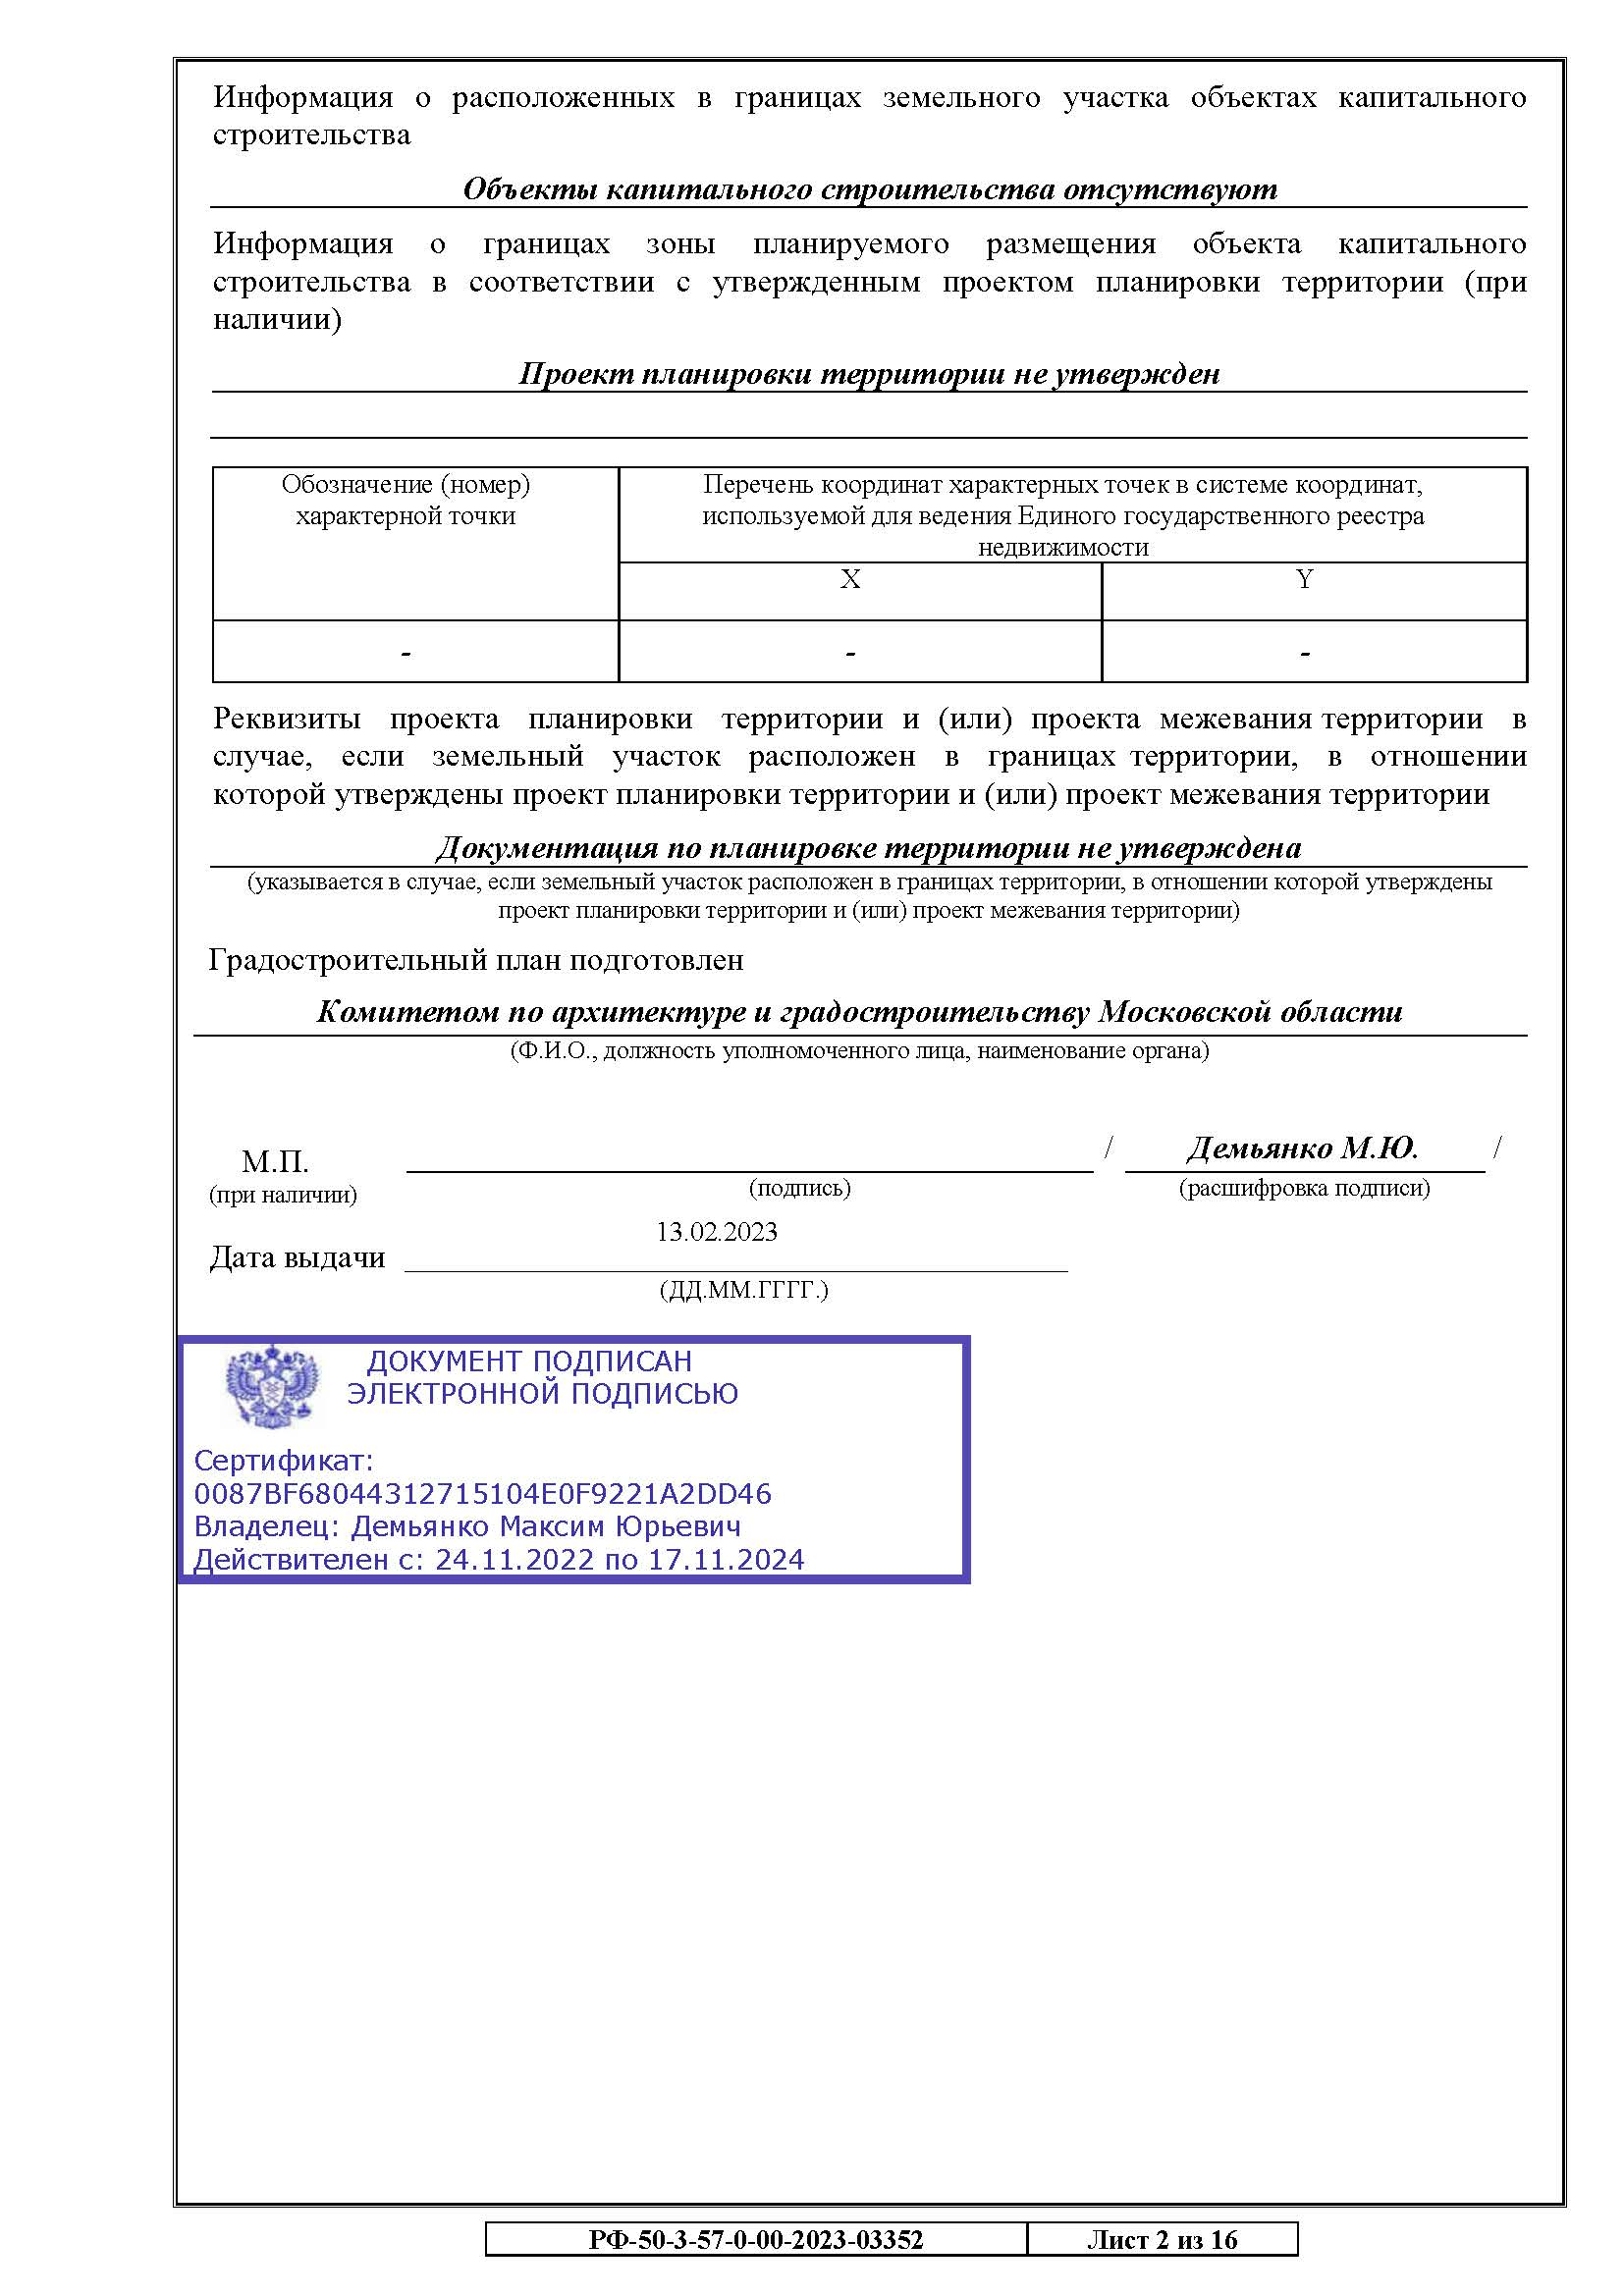 Информация о расположенных в границах земельного участка объектах капитального
строительства
Объекты капитального строительства отсутствуют
Информация о границах зоны планируемого размещения объекта капитального
строительства в соответствии с утвержденным проектом планировки территории (при
наличии)
Проект планировки территории не утвержден
Обозначение (номер)
характерной точки
Перечень координат характерных точек в системе координат,
используемой для ведения Единого государственного реестра
недвижимости
X
Y
-
-
-
Реквизиты проекта планировки территории и (или) проекта межевания территории в
случае, если земельный участок расположен в границах территории, в отношении
которой утверждены проект планировки территории и (или) проект межевания территории
Документация по планировке территории не утверждена
(указывается в случае, если земельный участок расположен в границах территории, в отношении которой утверждены
проект планировки территории и (или) проект межевания территории)
Градостроительный план подготовлен
Комитетом по архитектуре и градостроительству Московской области
(Ф.И.О., должность уполномоченного лица, наименование органа)
М.П. / Демьянко М.Ю. /
(при наличии) (подпись) (расшифровка подписи)
13.02.2023
Дата выдачи
(ДД.ММ.ГГГГ.)
ДОКУМЕНТ ПОДПИСАН
ЭЛЕКТРОННОЙ ПОДПИСЬЮ
Сертификат:
0087BF68044312715104E0F9221A2DD46
Владелец: Демьянко Максим Юрьевич
Действителен с: 24.11.2022 по 17.11.2024
РФ-50-3-57-0-00-2023-03352 Лист 2 из 16